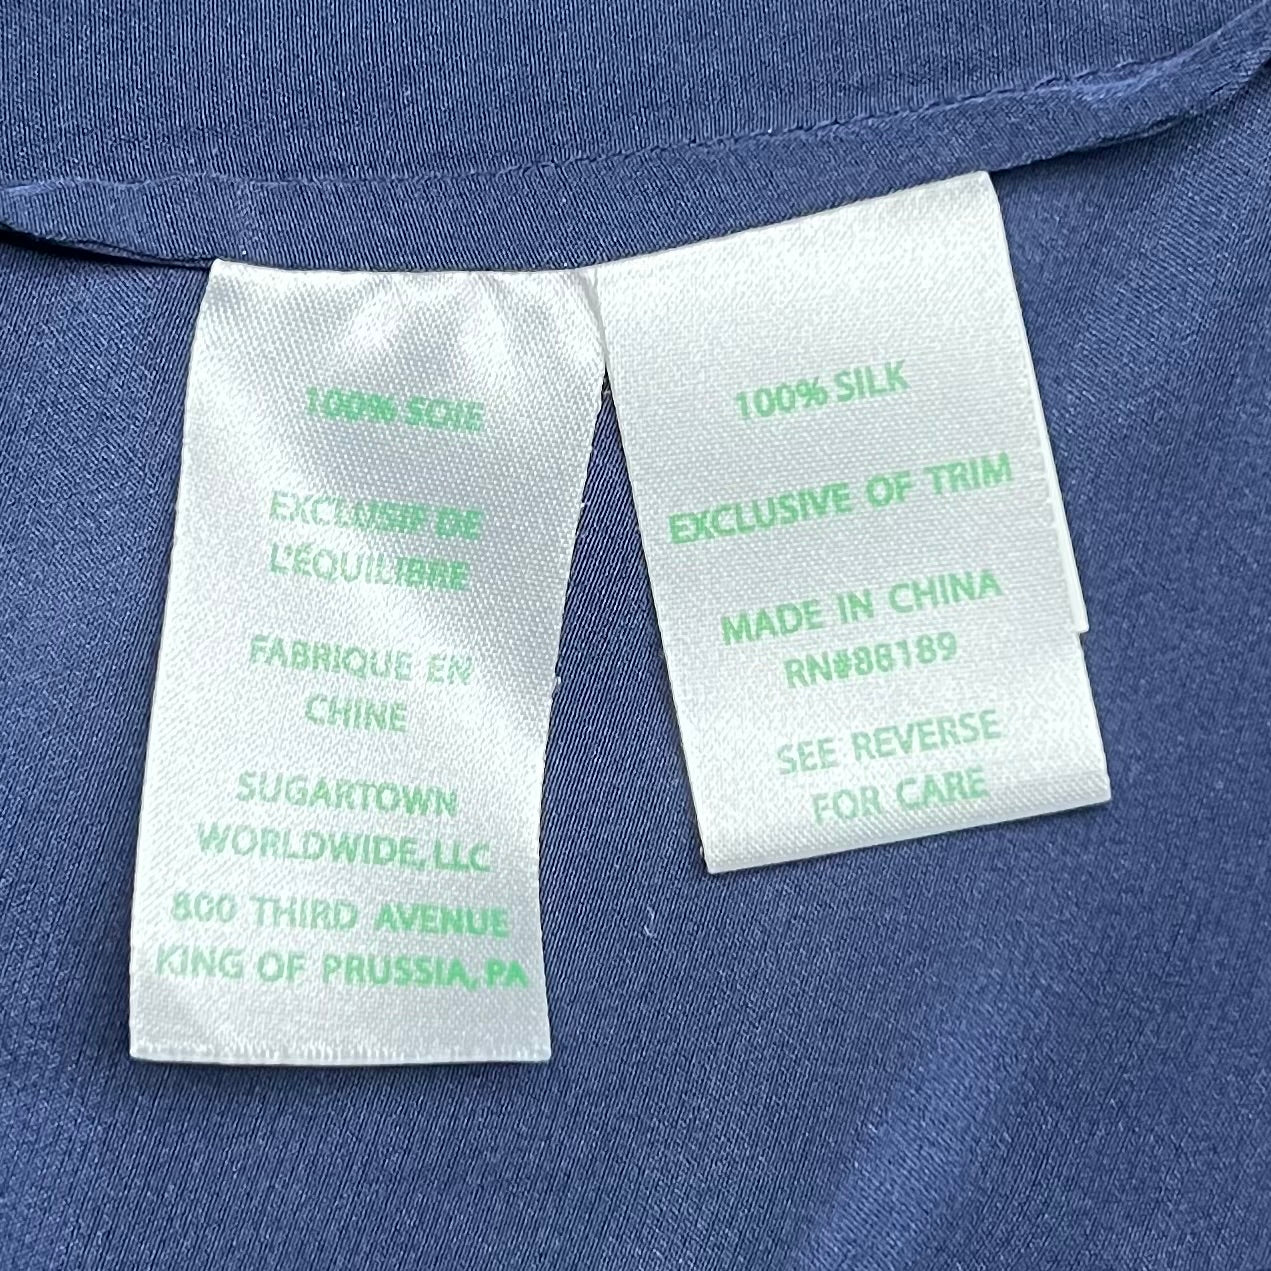 100% SOIE
EXCLUSIF DE
L'ÉQUILIBRE
FABRIQUE EN
CHINE
SUGARTOWN
WORLDWIDE, LLC
800 THIRD AVENUE
KING OF PRUSSIA, PA
100% SILK
EXCLUSIVE OF TRIM
MADE IN CHINA
RN#88189
SEE REVERSE
FOR CARE